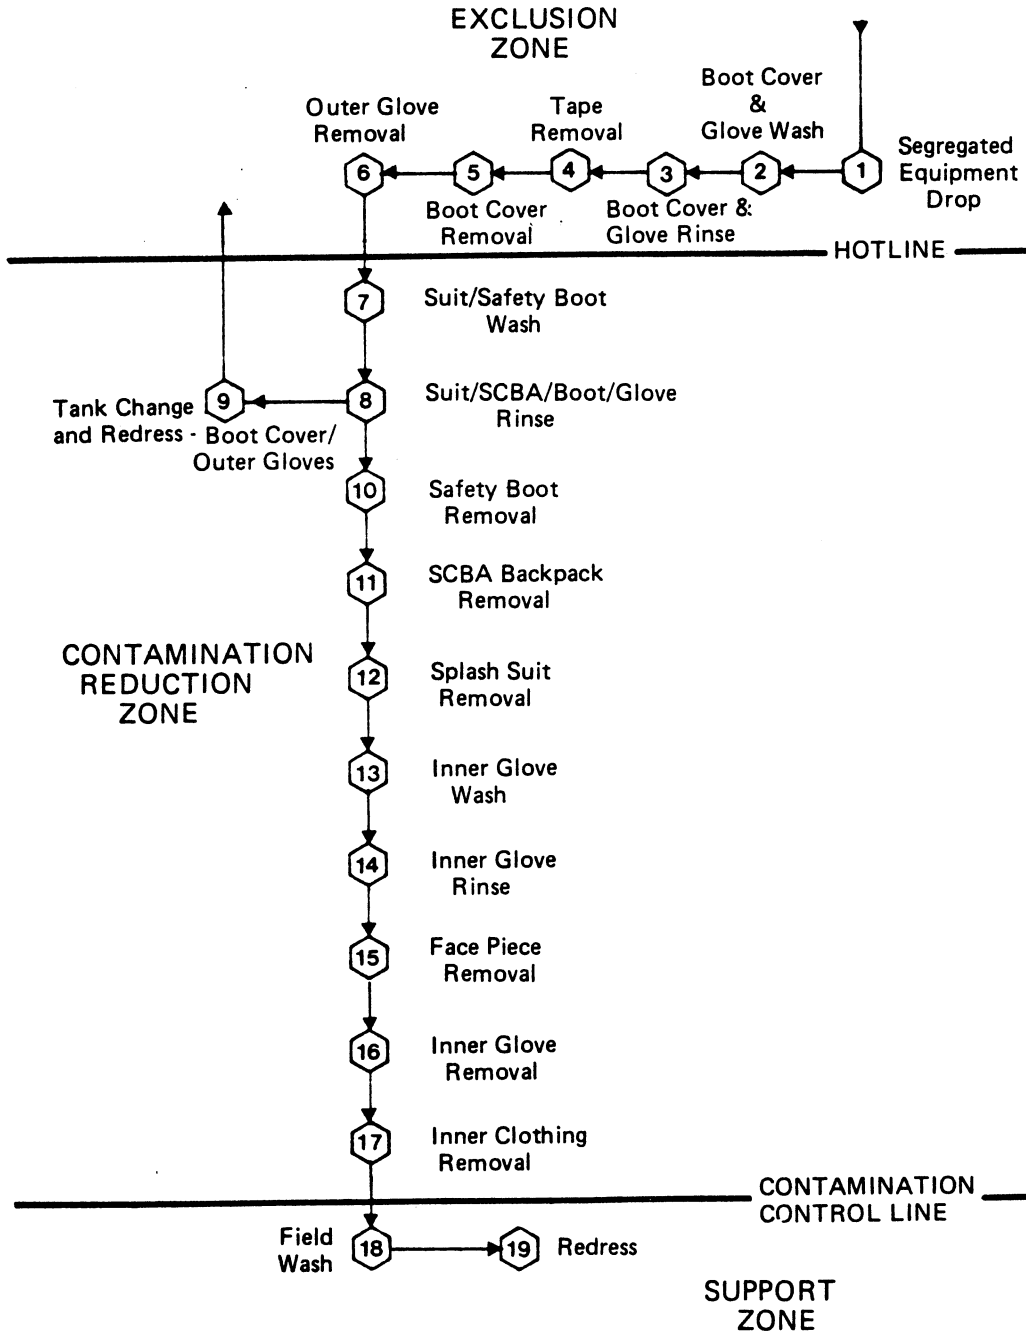 EXCLUSION
ZONE
Outer Glove
Removal
Tape
Removal
Boot Cover
&
Glove Wash
Segregated
Equipment
Drop
6
5
4
3
2
1
Boot Cover
Removal
Boot Cover &
Glove Rinse
HOTLINE
7
Suit/Safety Boot
Wash
9
8
Suit/SCBA/Boot/Glove
Rinse
Tank Change
and Redress - Boot Cover/
Outer Gloves
10
Safety Boot
Removal
11
SCBA Backpack
Removal
CONTAMINATION
REDUCTION
ZONE
12
Splash Suit
Removal
13
Inner Glove
Wash
14
Inner Glove
Rinse
15
Face Piece
Removal
16
Inner Glove
Removal
17
Inner Clothing
Removal
CONTAMINATION
CONTROL LINE
Field
Wash
18
19
Redress
SUPPORT
ZONE